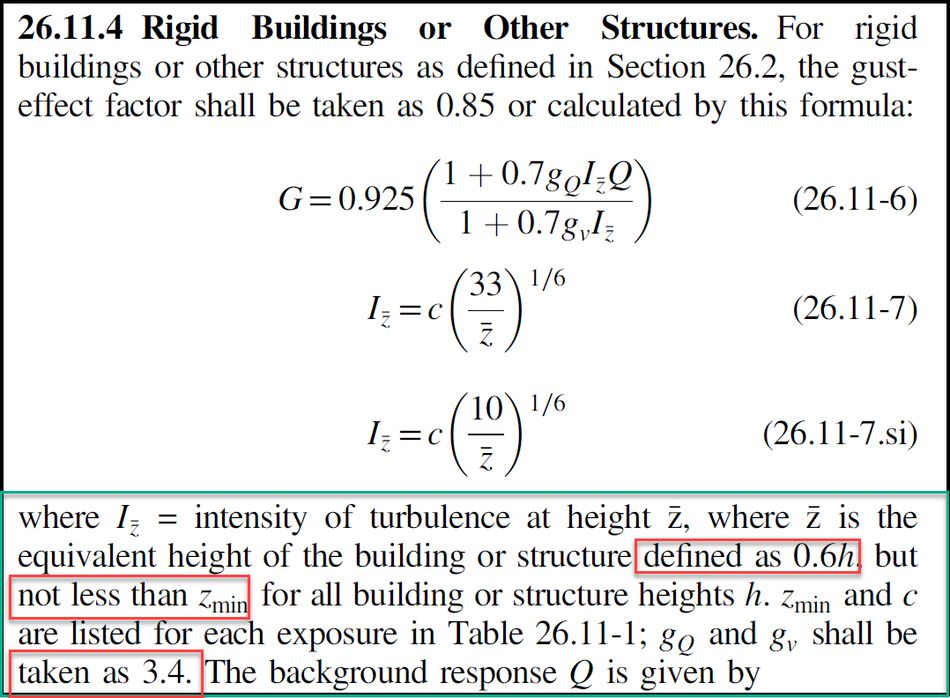 26.11.4 Rigid Buildings or Other Structures. For rigid
buildings or other structures as defined in Section 26.2, the gust-
effect factor shall be taken as 0.85 or calculated by this formula:
G = 0.925 ( (1 + 0.7g_Q I_z̄ Q) / (1 + 0.7g_v I_z̄) ) (26.11-6)
I_z̄ = c (33 / z̄)^1/6 (26.11-7)
I_z̄ = c (10 / z̄)^1/6 (26.11-7.si)
where I_z̄ = intensity of turbulence at height z̄, where z̄ is the
equivalent height of the building or structure defined as 0.6h, but
not less than z_min for all building or structure heights h. z_min and c
are listed for each exposure in Table 26.11-1; g_Q and g_v shall be
taken as 3.4. The background response Q is given by